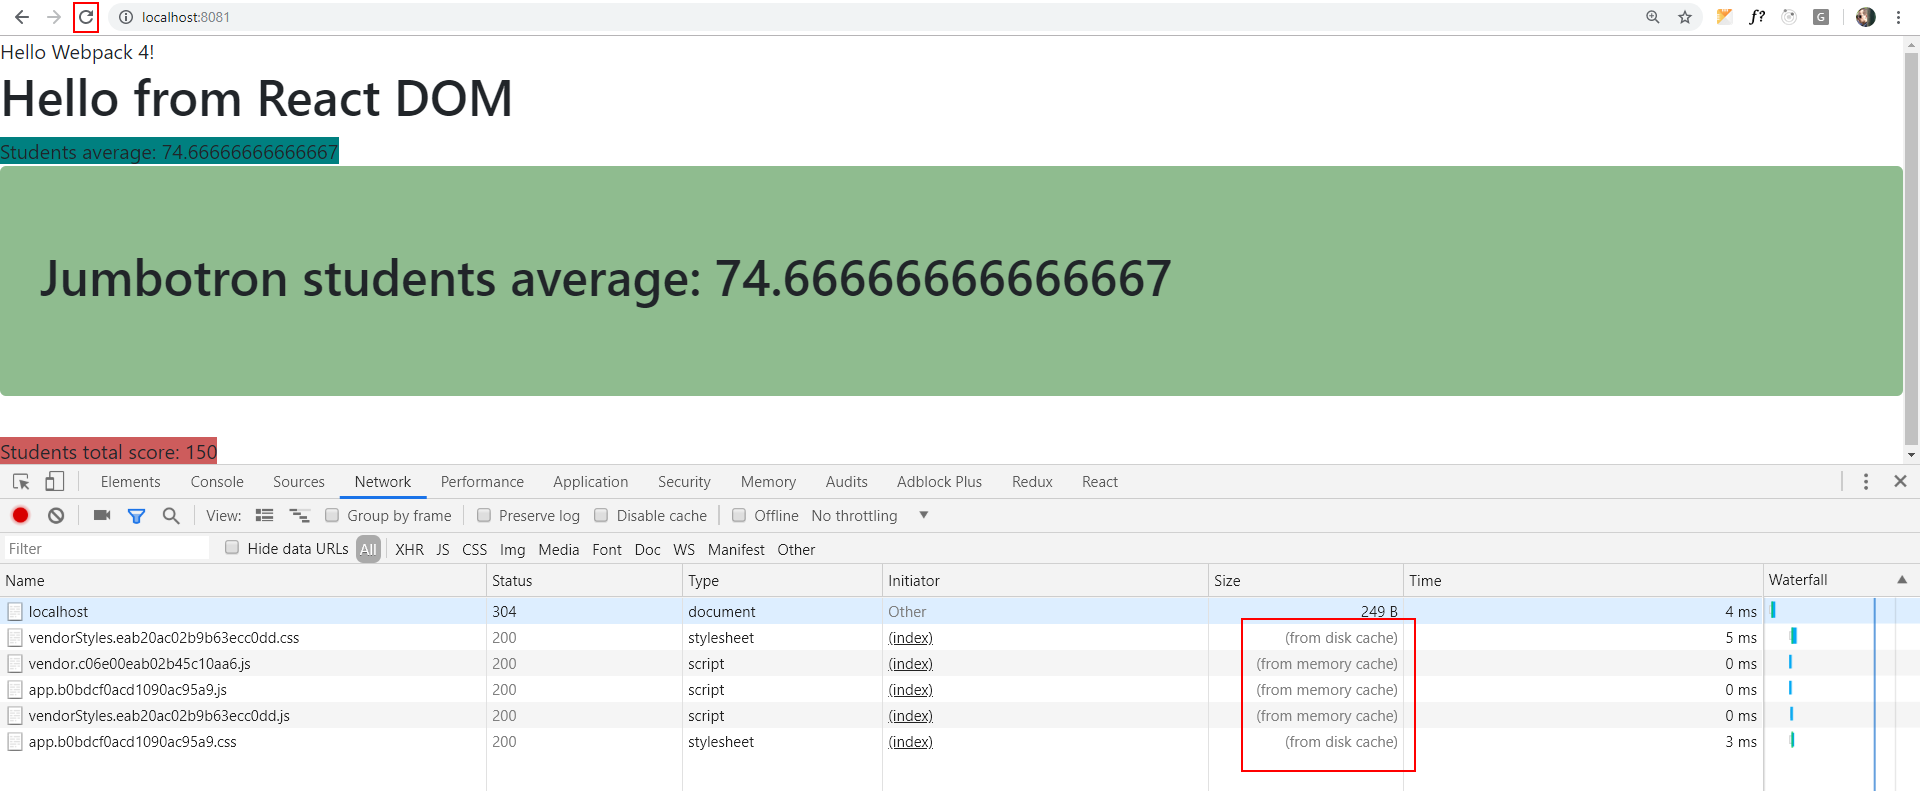 localhost:8081
f?
G
Hello Webpack 4!
Hello from React DOM
Students average: 74.66666666666667
Jumbotron students average: 74.66666666666667
Students total score: 150
Elements Console Sources Network Performance Application Security Memory Audits Adblock Plus Redux React
View: Group by frame Preserve log Disable cache Offline No throttling
Filter Hide data URLs All XHR JS CSS Img Media Font Doc WS Manifest Other
Name Status Type Initiator Size Time Waterfall
localhost 304 document Other 249 B 4 ms
vendorStyles.eab20ac02b9b63ecc0dd.css 200 stylesheet (index) (from disk cache) 5 ms
vendor.c06e00eab02b45c10aa6.js 200 script (index) (from memory cache) 0 ms
app.b0bdcf0acd1090ac95a9.js 200 script (index) (from memory cache) 0 ms
vendorStyles.eab20ac02b9b63ecc0dd.js 200 script (index) (from memory cache) 0 ms
app.b0bdcf0acd1090ac95a9.css 200 stylesheet (index) (from disk cache) 3 ms